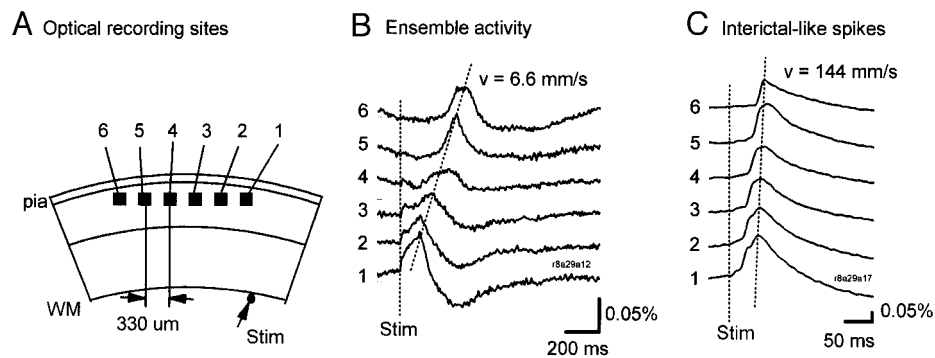 A Optical recording sites
6 5 4 3 2 1
pia
WM
330 um
Stim
B Ensemble activity
v = 6.6 mm/s
6
5
4
3
2
1
r8a29a12
Stim
0.05%
200 ms
C Interictal-like spikes
v = 144 mm/s
6
5
4
3
2
1
r8a29a17
Stim
0.05%
50 ms